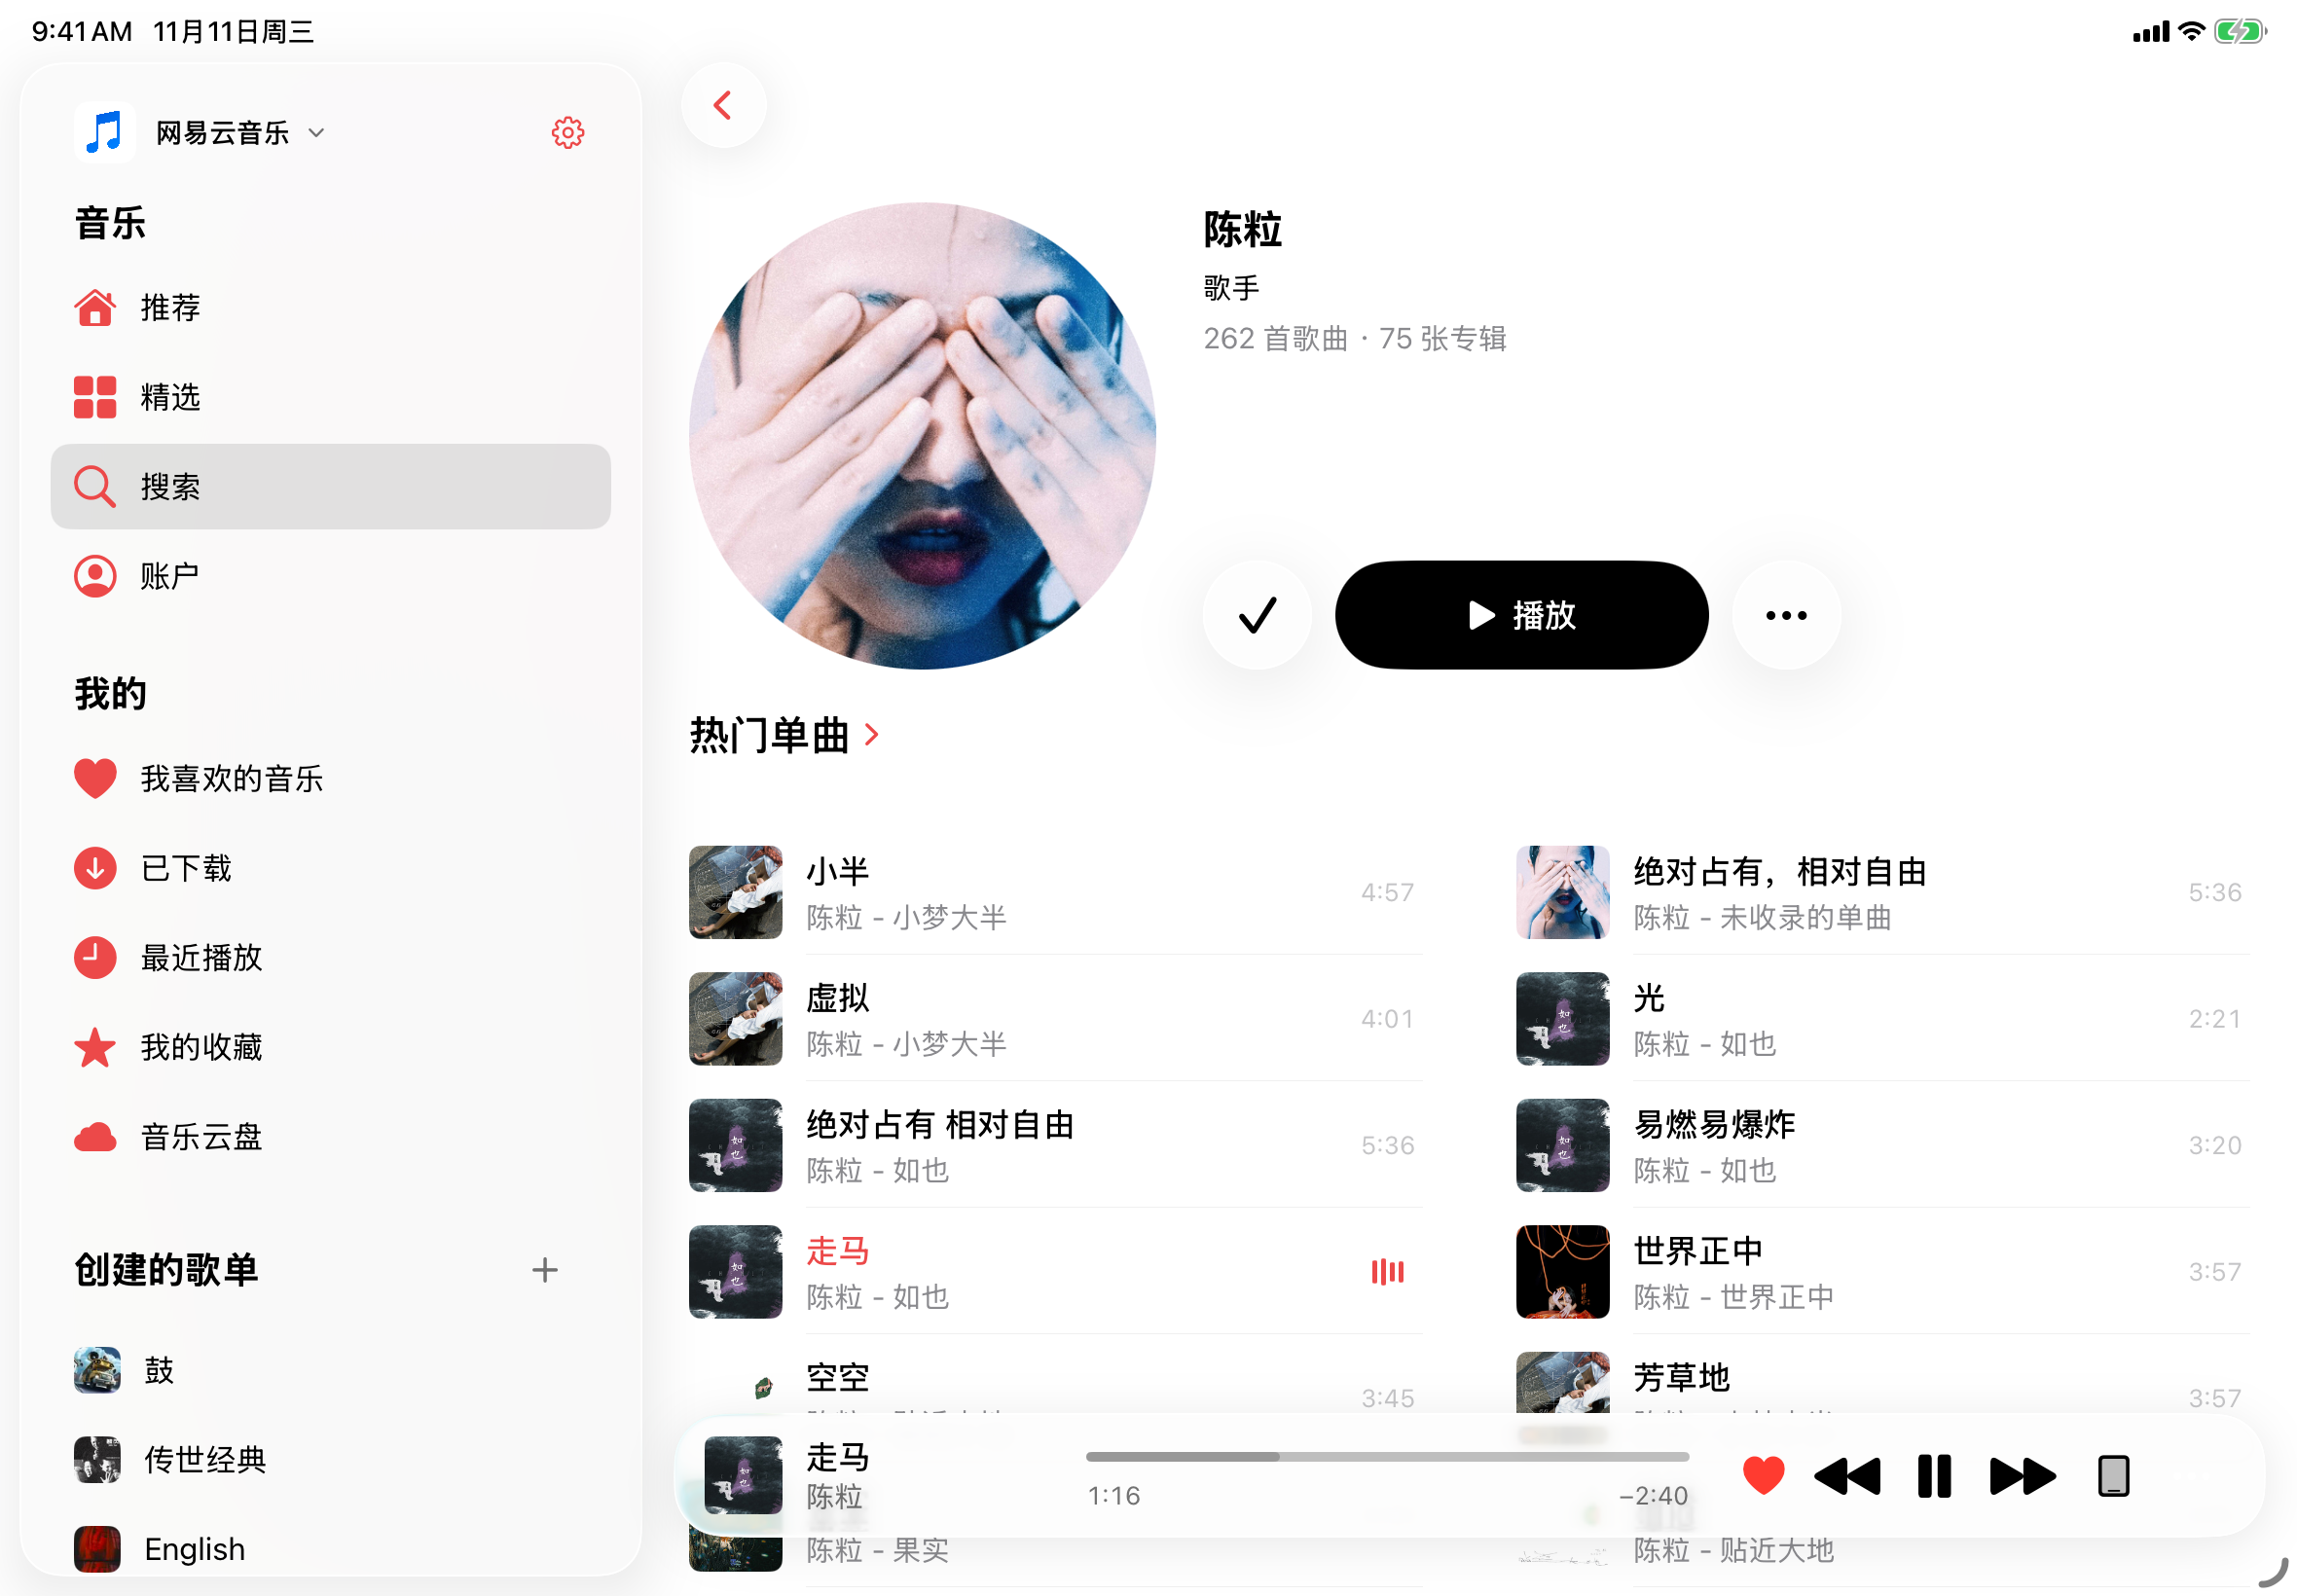 9:41 AM 11月11日周三
网易云音乐
音乐
推荐
精选
搜索
账户
我的
我喜欢的音乐
已下载
最近播放
我的收藏
音乐云盘
创建的歌单
鼓
传世经典
English
陈粒
歌手
262 首歌曲 · 75 张专辑
播放
热门单曲
小半
陈粒 – 小梦大半
4:57
绝对占有，相对自由
陈粒 – 未收录的单曲
5:36
虚拟
陈粒 – 小梦大半
4:01
光
陈粒 – 如也
2:21
绝对占有 相对自由
陈粒 – 如也
5:36
易燃易爆炸
陈粒 – 如也
3:20
走马
陈粒 – 如也
世界正中
陈粒 – 世界正中
3:57
空空
3:45
芳草地
3:57
走马
陈粒
1:16
–2:40
陈粒 – 果实
陈粒 – 贴近大地